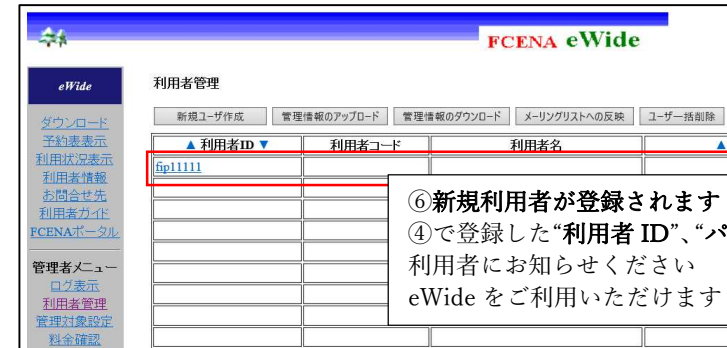 FCENA eWide
eWide
ダウンロード
予約表表示
利用状況表示
利用者情報
お問合せ先
利用者ガイド
FCENAポータル
管理者メニュー
ログ表示
利用者管理
管理対象設定
料金確認
利用者管理
新規ユーザ作成 管理情報のアップロード 管理情報のダウンロード メーリングリストへの反映 ユーザー括削除
▲ 利用者ID ▼ 利用者コード 利用者名 ▲
fip11111
⑥新規利用者が登録されます
④で登録した“利用者 ID”、“パ
利用者にお知らせください
eWide をご利用いただけます